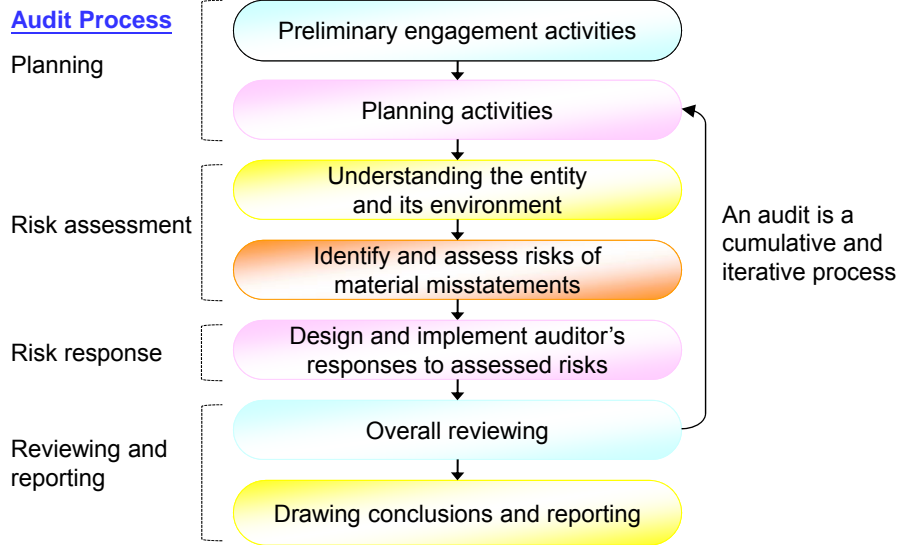 Audit Process
Planning
Preliminary engagement activities
Planning activities
Risk assessment
Understanding the entity
and its environment
Identify and assess risks of
material misstatements
Risk response
Design and implement auditor's
responses to assessed risks
Reviewing and
reporting
Overall reviewing
Drawing conclusions and reporting
An audit is a
cumulative and
iterative process